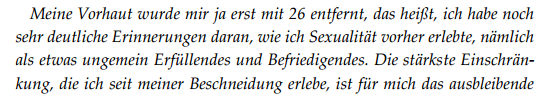 Meine Vorhaut wurde mir ja erst mit 26 entfernt, das heißt, ich habe noch
sehr deutliche Erinnerungen daran, wie ich Sexualität vorher erlebte, nämlich
als etwas ungemein Erfüllendes und Befriedigendes. Die stärkste Einschrän-
kung, die ich seit meiner Beschneidung erlebe, ist für mich das ausbleibende